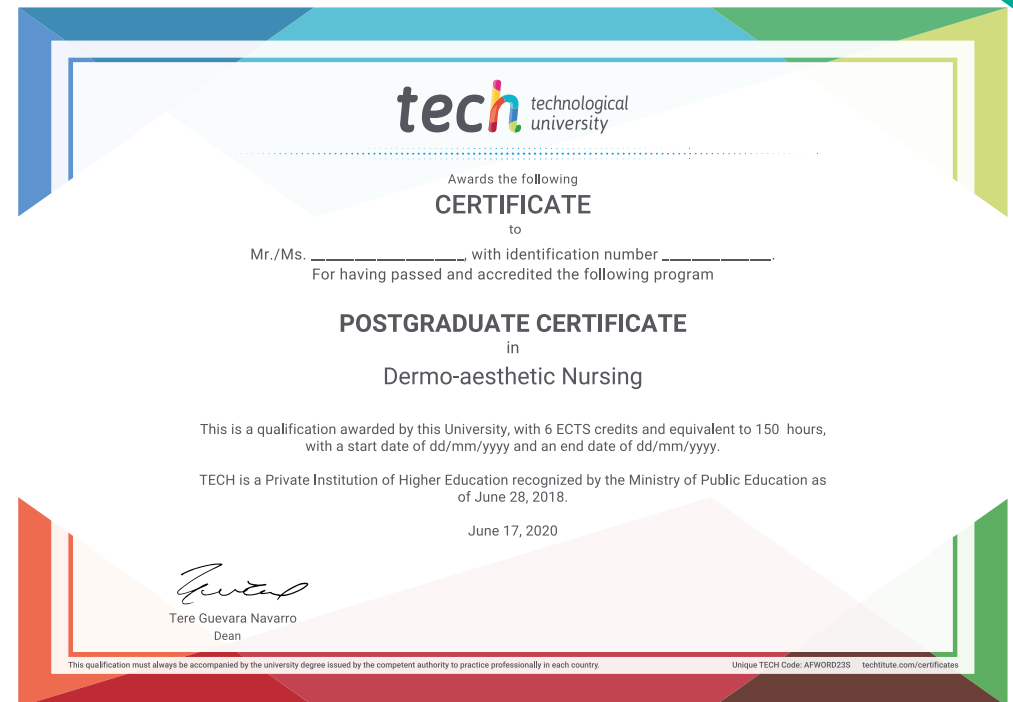 tech technological
university
Awards the following
CERTIFICATE
to
Mr./Ms. ____________________, with identification number ______________.
For having passed and accredited the following program
POSTGRADUATE CERTIFICATE
in
Dermo-aesthetic Nursing
This is a qualification awarded by this University, with 6 ECTS credits and equivalent to 150 hours,
with a start date of dd/mm/yyyy and an end date of dd/mm/yyyy.
TECH is a Private Institution of Higher Education recognized by the Ministry of Public Education as
of June 28, 2018.
June 17, 2020
Tere Guevara Navarro
Dean
This qualification must always be accompanied by the university degree issued by the competent authority to practice professionally in each country.
Unique TECH Code: AFWORD23S techtitute.com/certificates